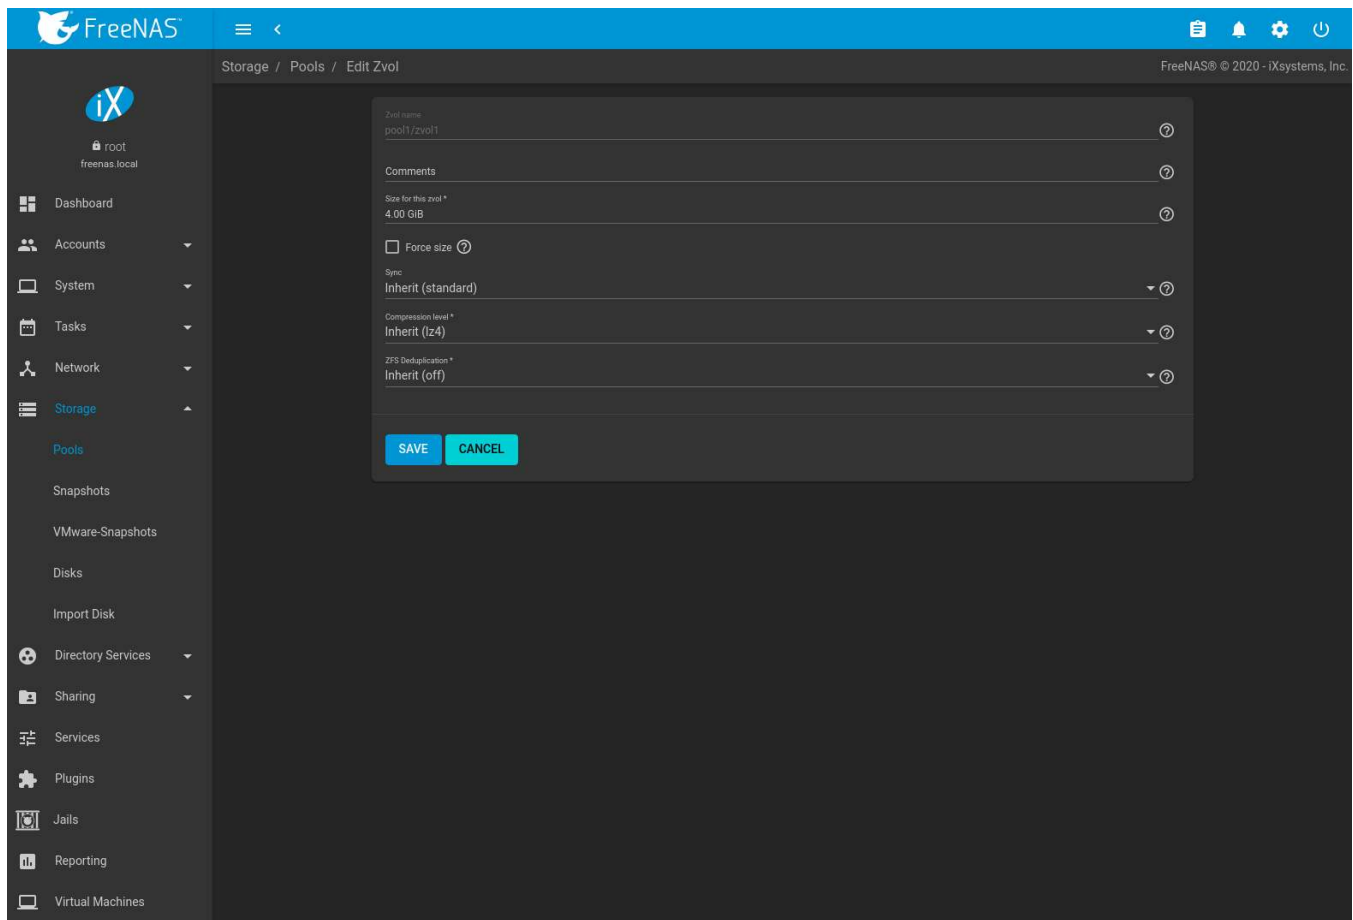 FreeNAS
Storage / Pools / Edit Zvol
FreeNAS® © 2020 - iXsystems, Inc.
iX
root
freenas.local
Dashboard
Accounts
System
Tasks
Network
Storage
Pools
Snapshots
VMware-Snapshots
Disks
Import Disk
Directory Services
Sharing
Services
Plugins
Jails
Reporting
Virtual Machines
Zvol name
pool1/zvol1
Comments
Size for this zvol *
4.00 GiB
Force size
Sync
Inherit (standard)
Compression level *
Inherit (lz4)
ZFS Deduplication *
Inherit (off)
SAVE CANCEL